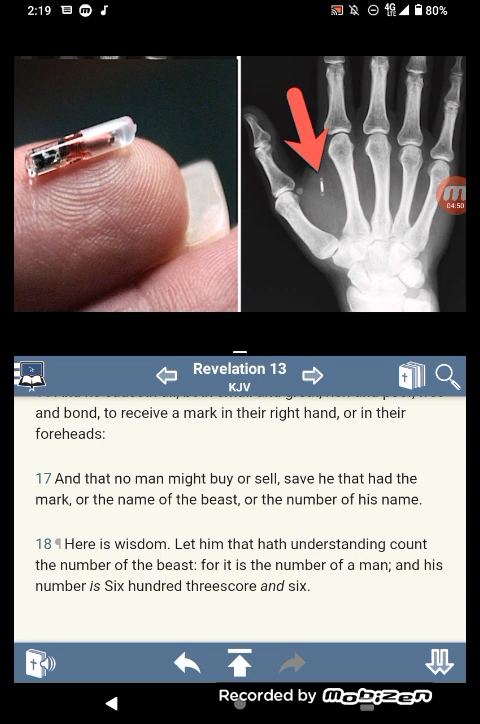 2:19
4G
LTE
80%
04:50
Revelation 13
KJV
and bond, to receive a mark in their right hand, or in their
foreheads:
17 And that no man might buy or sell, save he that had the
mark, or the name of the beast, or the number of his name.
18 ¶ Here is wisdom. Let him that hath understanding count
the number of the beast: for it is the number of a man; and his
number is Six hundred threescore and six.
Recorded by Mobizen